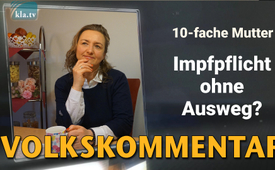 kla.tv
10-fache Mutter
Impfpflicht
ohne
Ausweg?
VOLKSKOMMENTAR